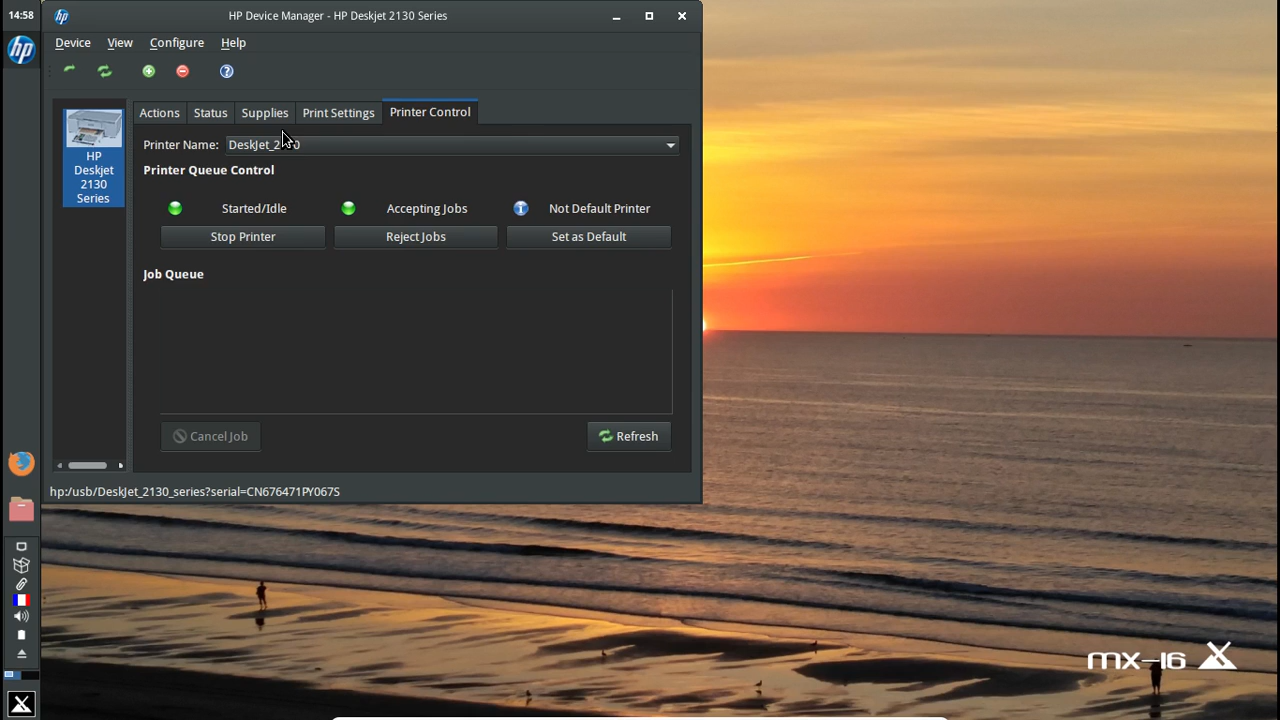 14:58
HP Device Manager - HP Deskjet 2130 Series
Device View Configure Help
Actions Status Supplies Print Settings Printer Control
HP
Deskjet
2130
Series
Printer Name: DeskJet_2130
Printer Queue Control
Started/Idle Accepting Jobs Not Default Printer
Stop Printer Reject Jobs Set as Default
Job Queue
Cancel Job Refresh
hp:/usb/DeskJet_2130_series?serial=CN676471PY067S
hp
mx-16